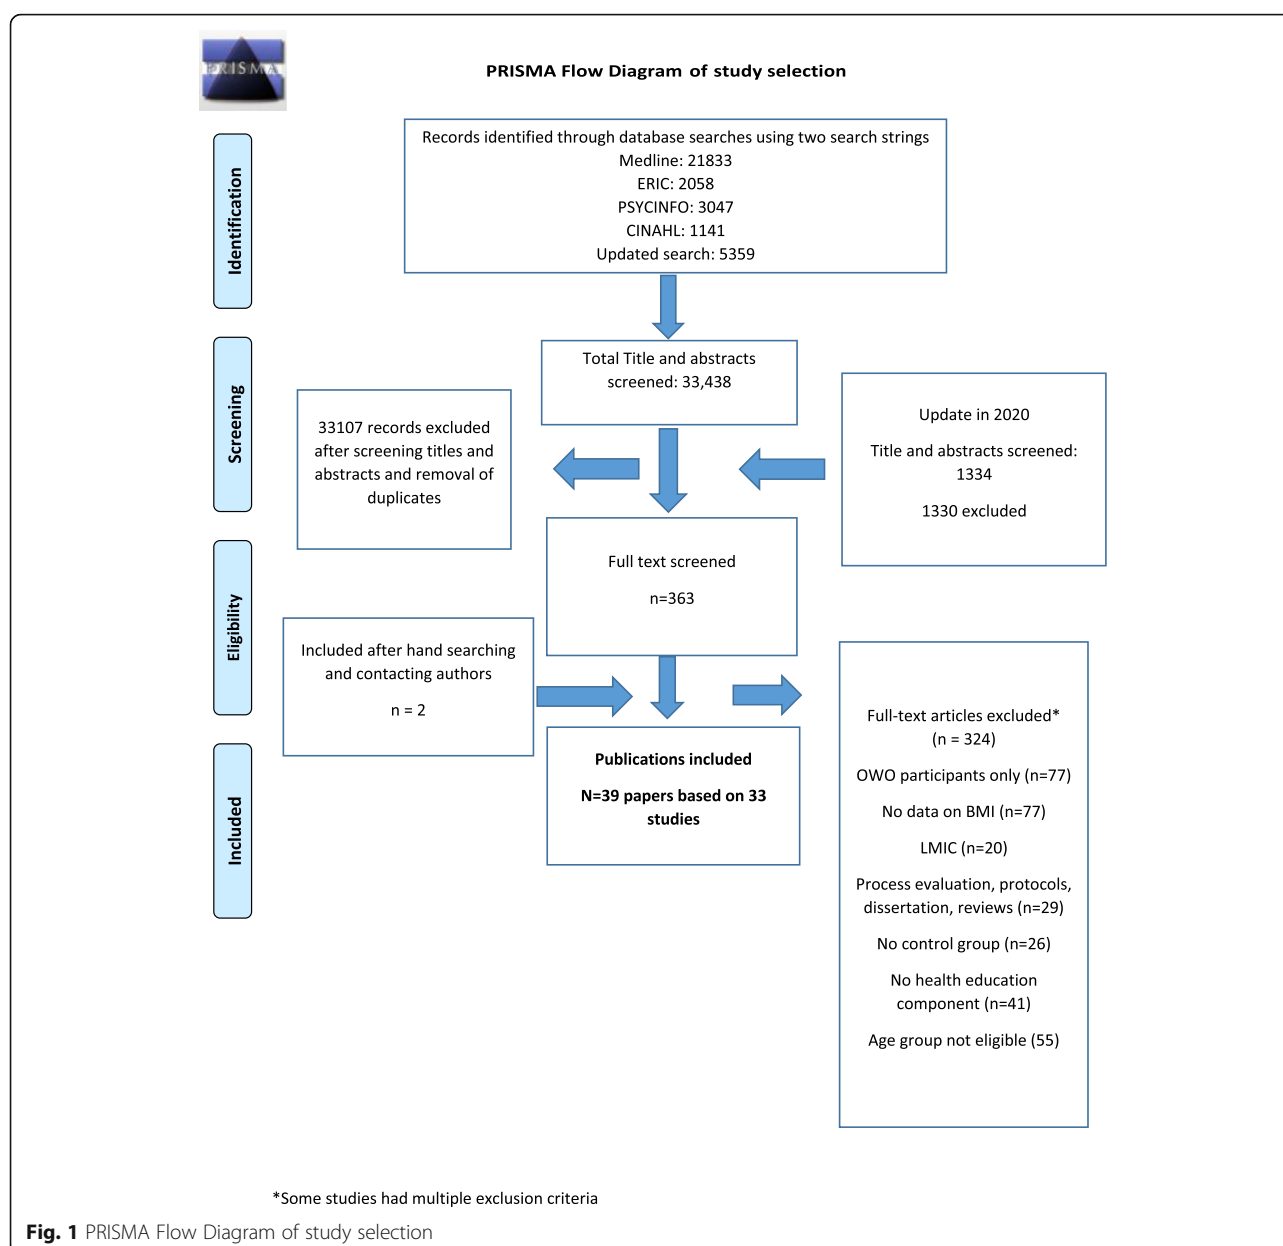 PRISMA
PRISMA Flow Diagram of study selection
Identification
Records identified through database searches using two search strings
Medline: 21833
ERIC: 2058
PSYCINFO: 3047
CINAHL: 1141
Updated search: 5359
Screening
Total Title and abstracts
screened: 33,438
33107 records excluded
after screening titles and
abstracts and removal of
duplicates
Update in 2020
Title and abstracts screened:
1334
1330 excluded
Eligibility
Full text screened
n=363
Included after hand searching
and contacting authors
n = 2
Full-text articles excluded*
(n = 324)
OWO participants only (n=77)
No data on BMI (n=77)
LMIC (n=20)
Process evaluation, protocols,
dissertation, reviews (n=29)
No control group (n=26)
No health education
component (n=41)
Age group not eligible (55)
Included
Publications included
N=39 papers based on 33
studies
*Some studies had multiple exclusion criteria
Fig. 1 PRISMA Flow Diagram of study selection